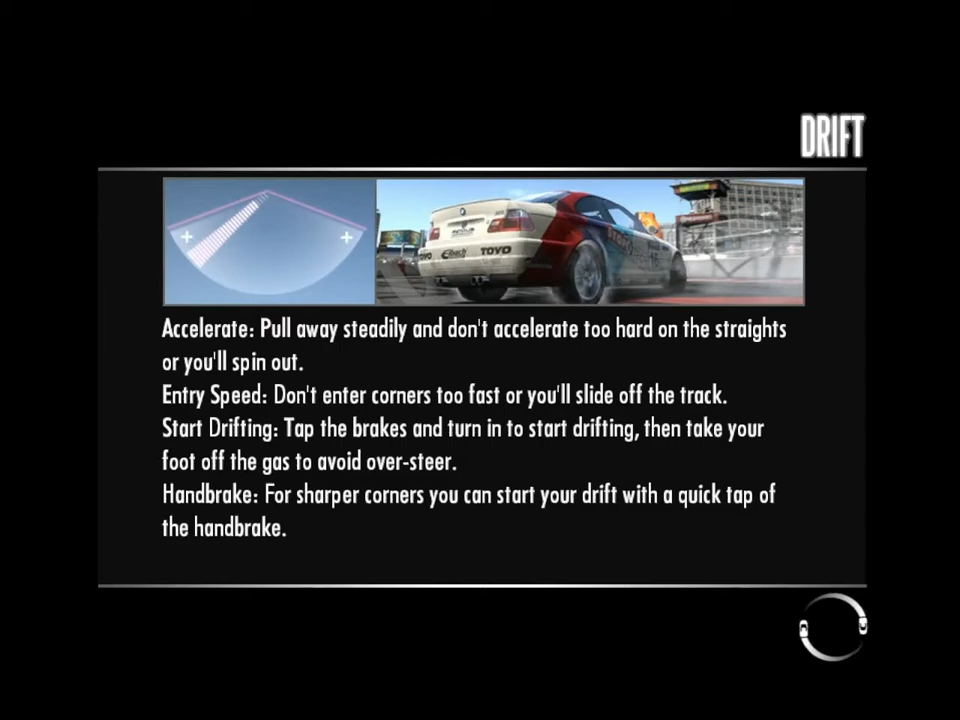 DRIFT
TOYO
Eibach
TOYO
Accelerate: Pull away steadily and don't accelerate too hard on the straights
or you'll spin out.
Entry Speed: Don't enter corners too fast or you'll slide off the track.
Start Drifting: Tap the brakes and turn in to start drifting, then take your
foot off the gas to avoid over-steer.
Handbrake: For sharper corners you can start your drift with a quick tap of
the handbrake.